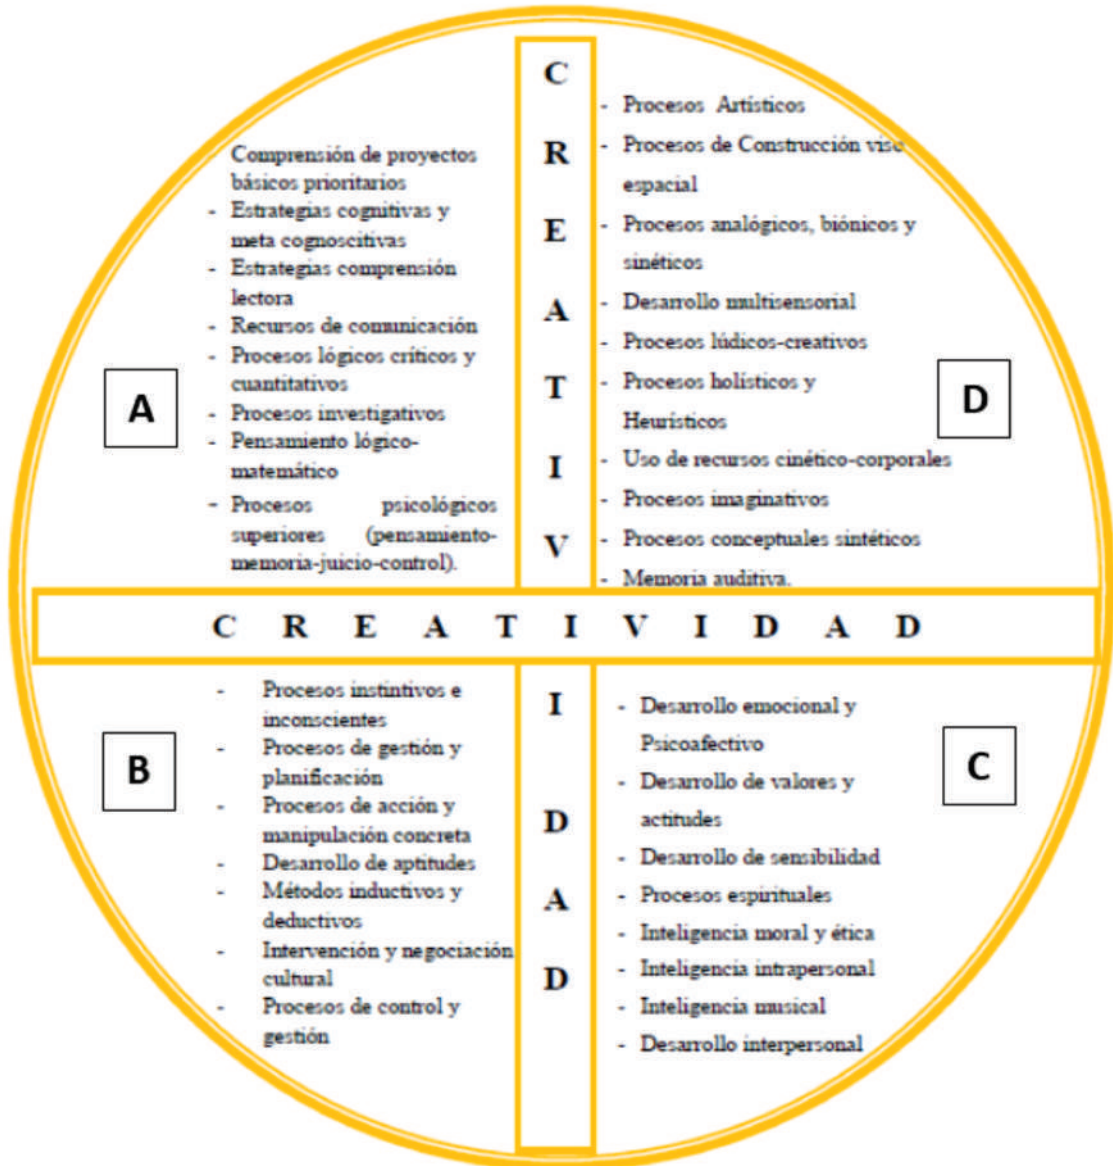 Comprensión de proyectos
básicos prioritarios
- Estrategias cognitivas y
meta cognoscitivas
- Estrategias comprensión
lectora
- Recursos de comunicación
- Procesos lógicos críticos y
cuantitativos
- Procesos investigativos
- Pensamiento lógico-
matemático
- Procesos psicológicos
superiores (pensamiento-
memoria-juicio-control).
A
C
R
E
A
T
I
V
I
D
A
D
- Procesos Artísticos
- Procesos de Construcción viso
espacial
- Procesos analógicos, biónicos y
sinéticos
- Desarrollo multisensorial
- Procesos lúdicos-creativos
- Procesos holísticos y
Heurísticos
- Uso de recursos cinético-corporales
- Procesos imaginativos
- Procesos conceptuales sintéticos
- Memoria auditiva.
D
C R E A T I V I D A D
- Procesos instintivos e
inconscientes
- Procesos de gestión y
planificación
- Procesos de acción y
manipulación concreta
- Desarrollo de aptitudes
- Métodos inductivos y
deductivos
- Intervención y negociación
cultural
- Procesos de control y
gestión
B
- Desarrollo emocional y
Psicoafectivo
- Desarrollo de valores y
actitudes
- Desarrollo de sensibilidad
- Procesos espirituales
- Inteligencia moral y ética
- Inteligencia intrapersonal
- Inteligencia musical
- Desarrollo interpersonal
C